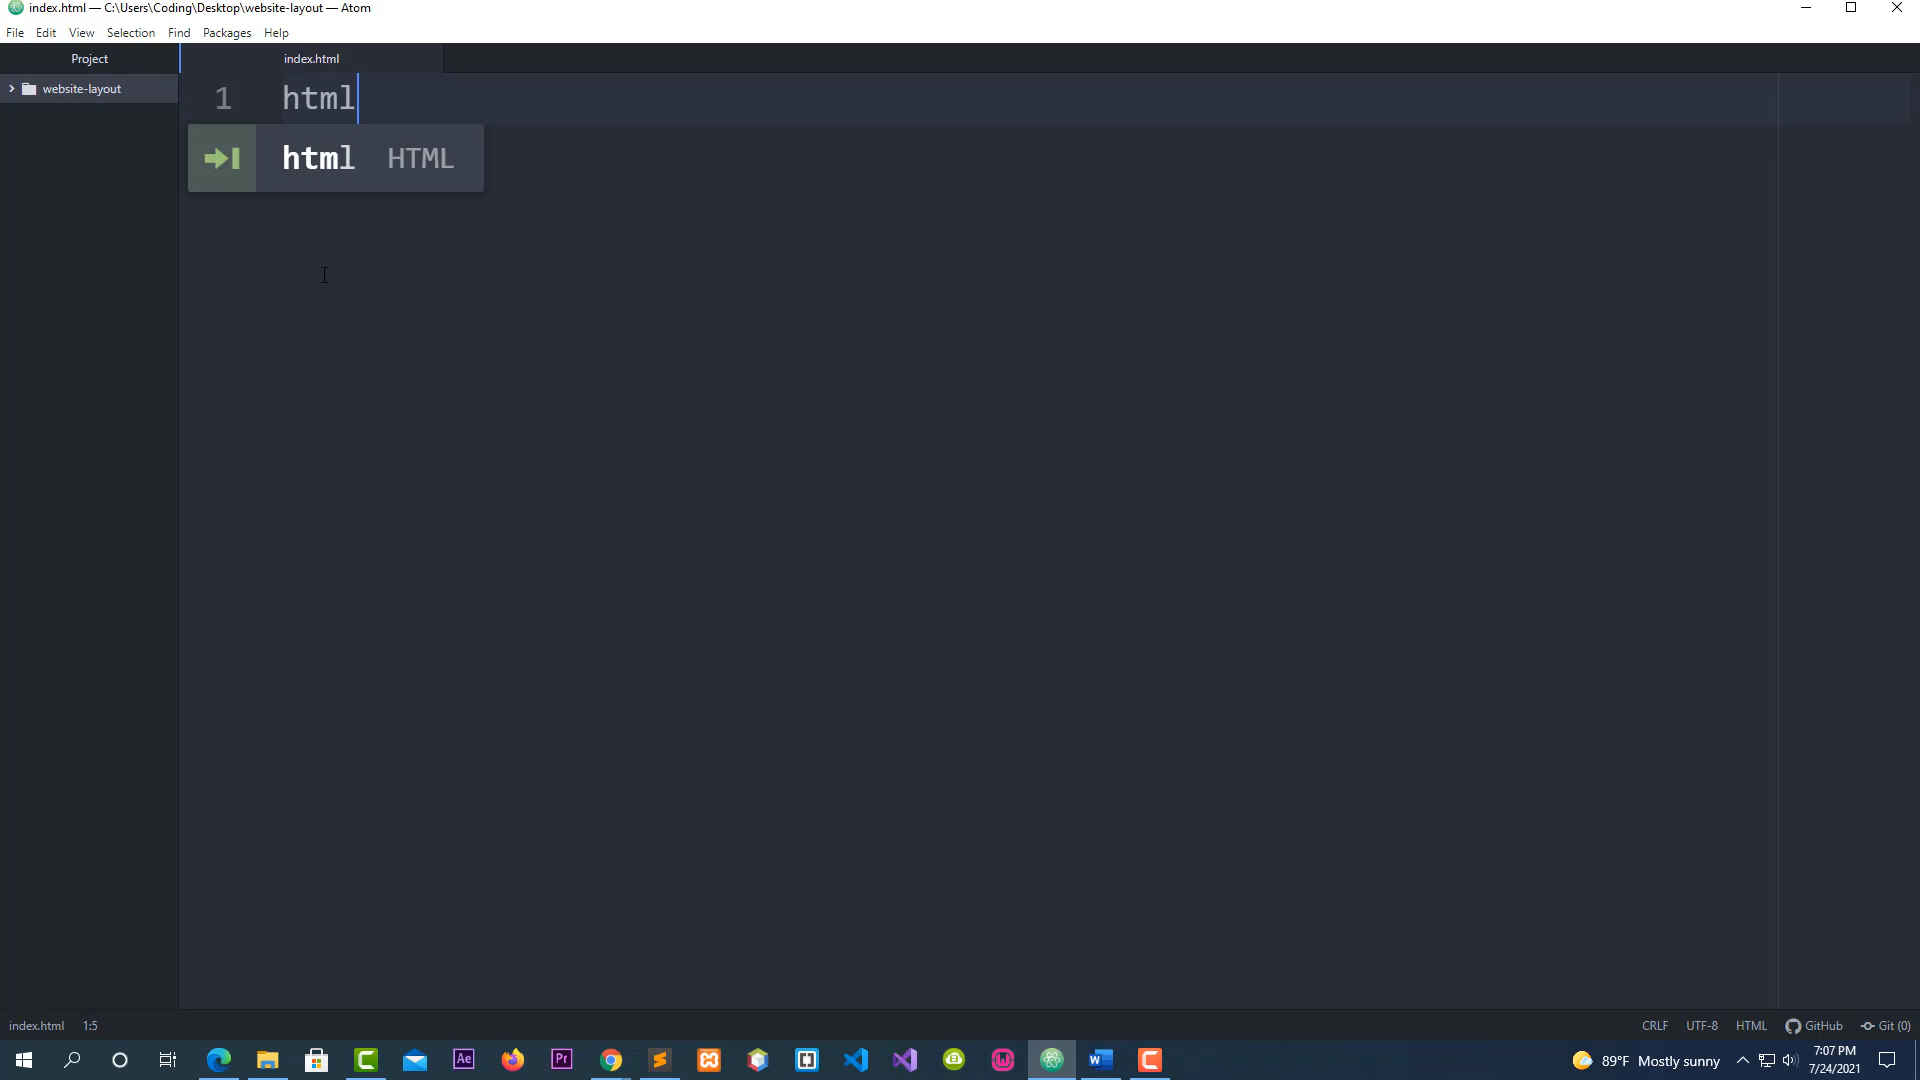 index.html — C:\Users\Coding\Desktop\website-layout — Atom
File Edit View Selection Find Packages Help
Project
index.html
website-layout
1 html
html HTML
index.html 1:5
CRLF UTF-8 HTML GitHub Git (0)
Ae Pr
89°F Mostly sunny
7:07 PM
7/24/2021